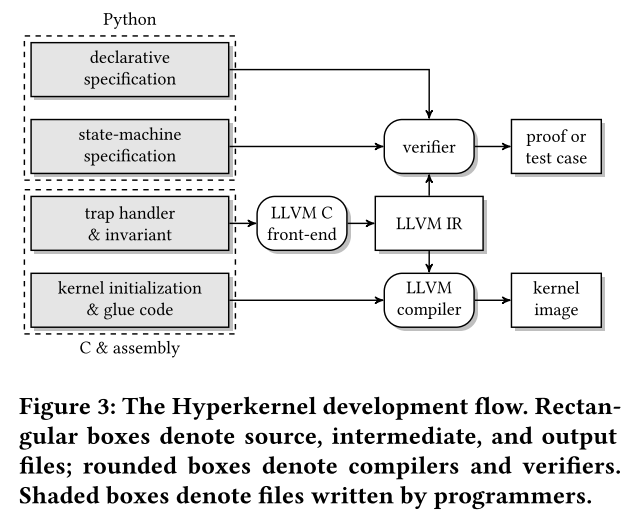 Python
declarative
specification
state-machine
specification
verifier
proof or
test case
trap handler
& invariant
LLVM C
front-end
LLVM IR
kernel initialization
& glue code
LLVM
compiler
kernel
image
C & assembly
Figure 3: The Hyperkernel development flow. Rectan-
gular boxes denote source, intermediate, and output
files; rounded boxes denote compilers and verifiers.
Shaded boxes denote files written by programmers.